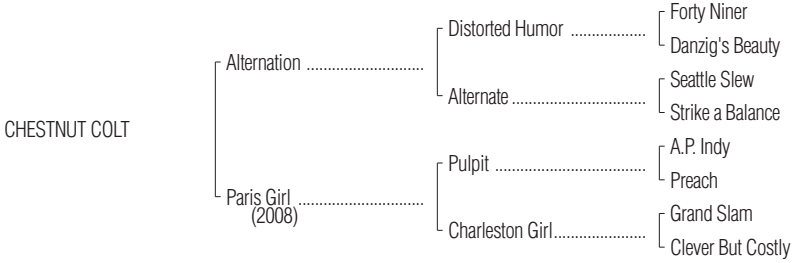 Forty Niner
Distorted Humor ....................
Danzig's Beauty
Alternation ............................
Seattle Slew
Alternate ................................
Strike a Balance
CHESTNUT COLT
A.P. Indy
Pulpit ....................................
Preach
Paris Girl ..............................
(2008)
Grand Slam
Charleston Girl......................
Clever But Costly